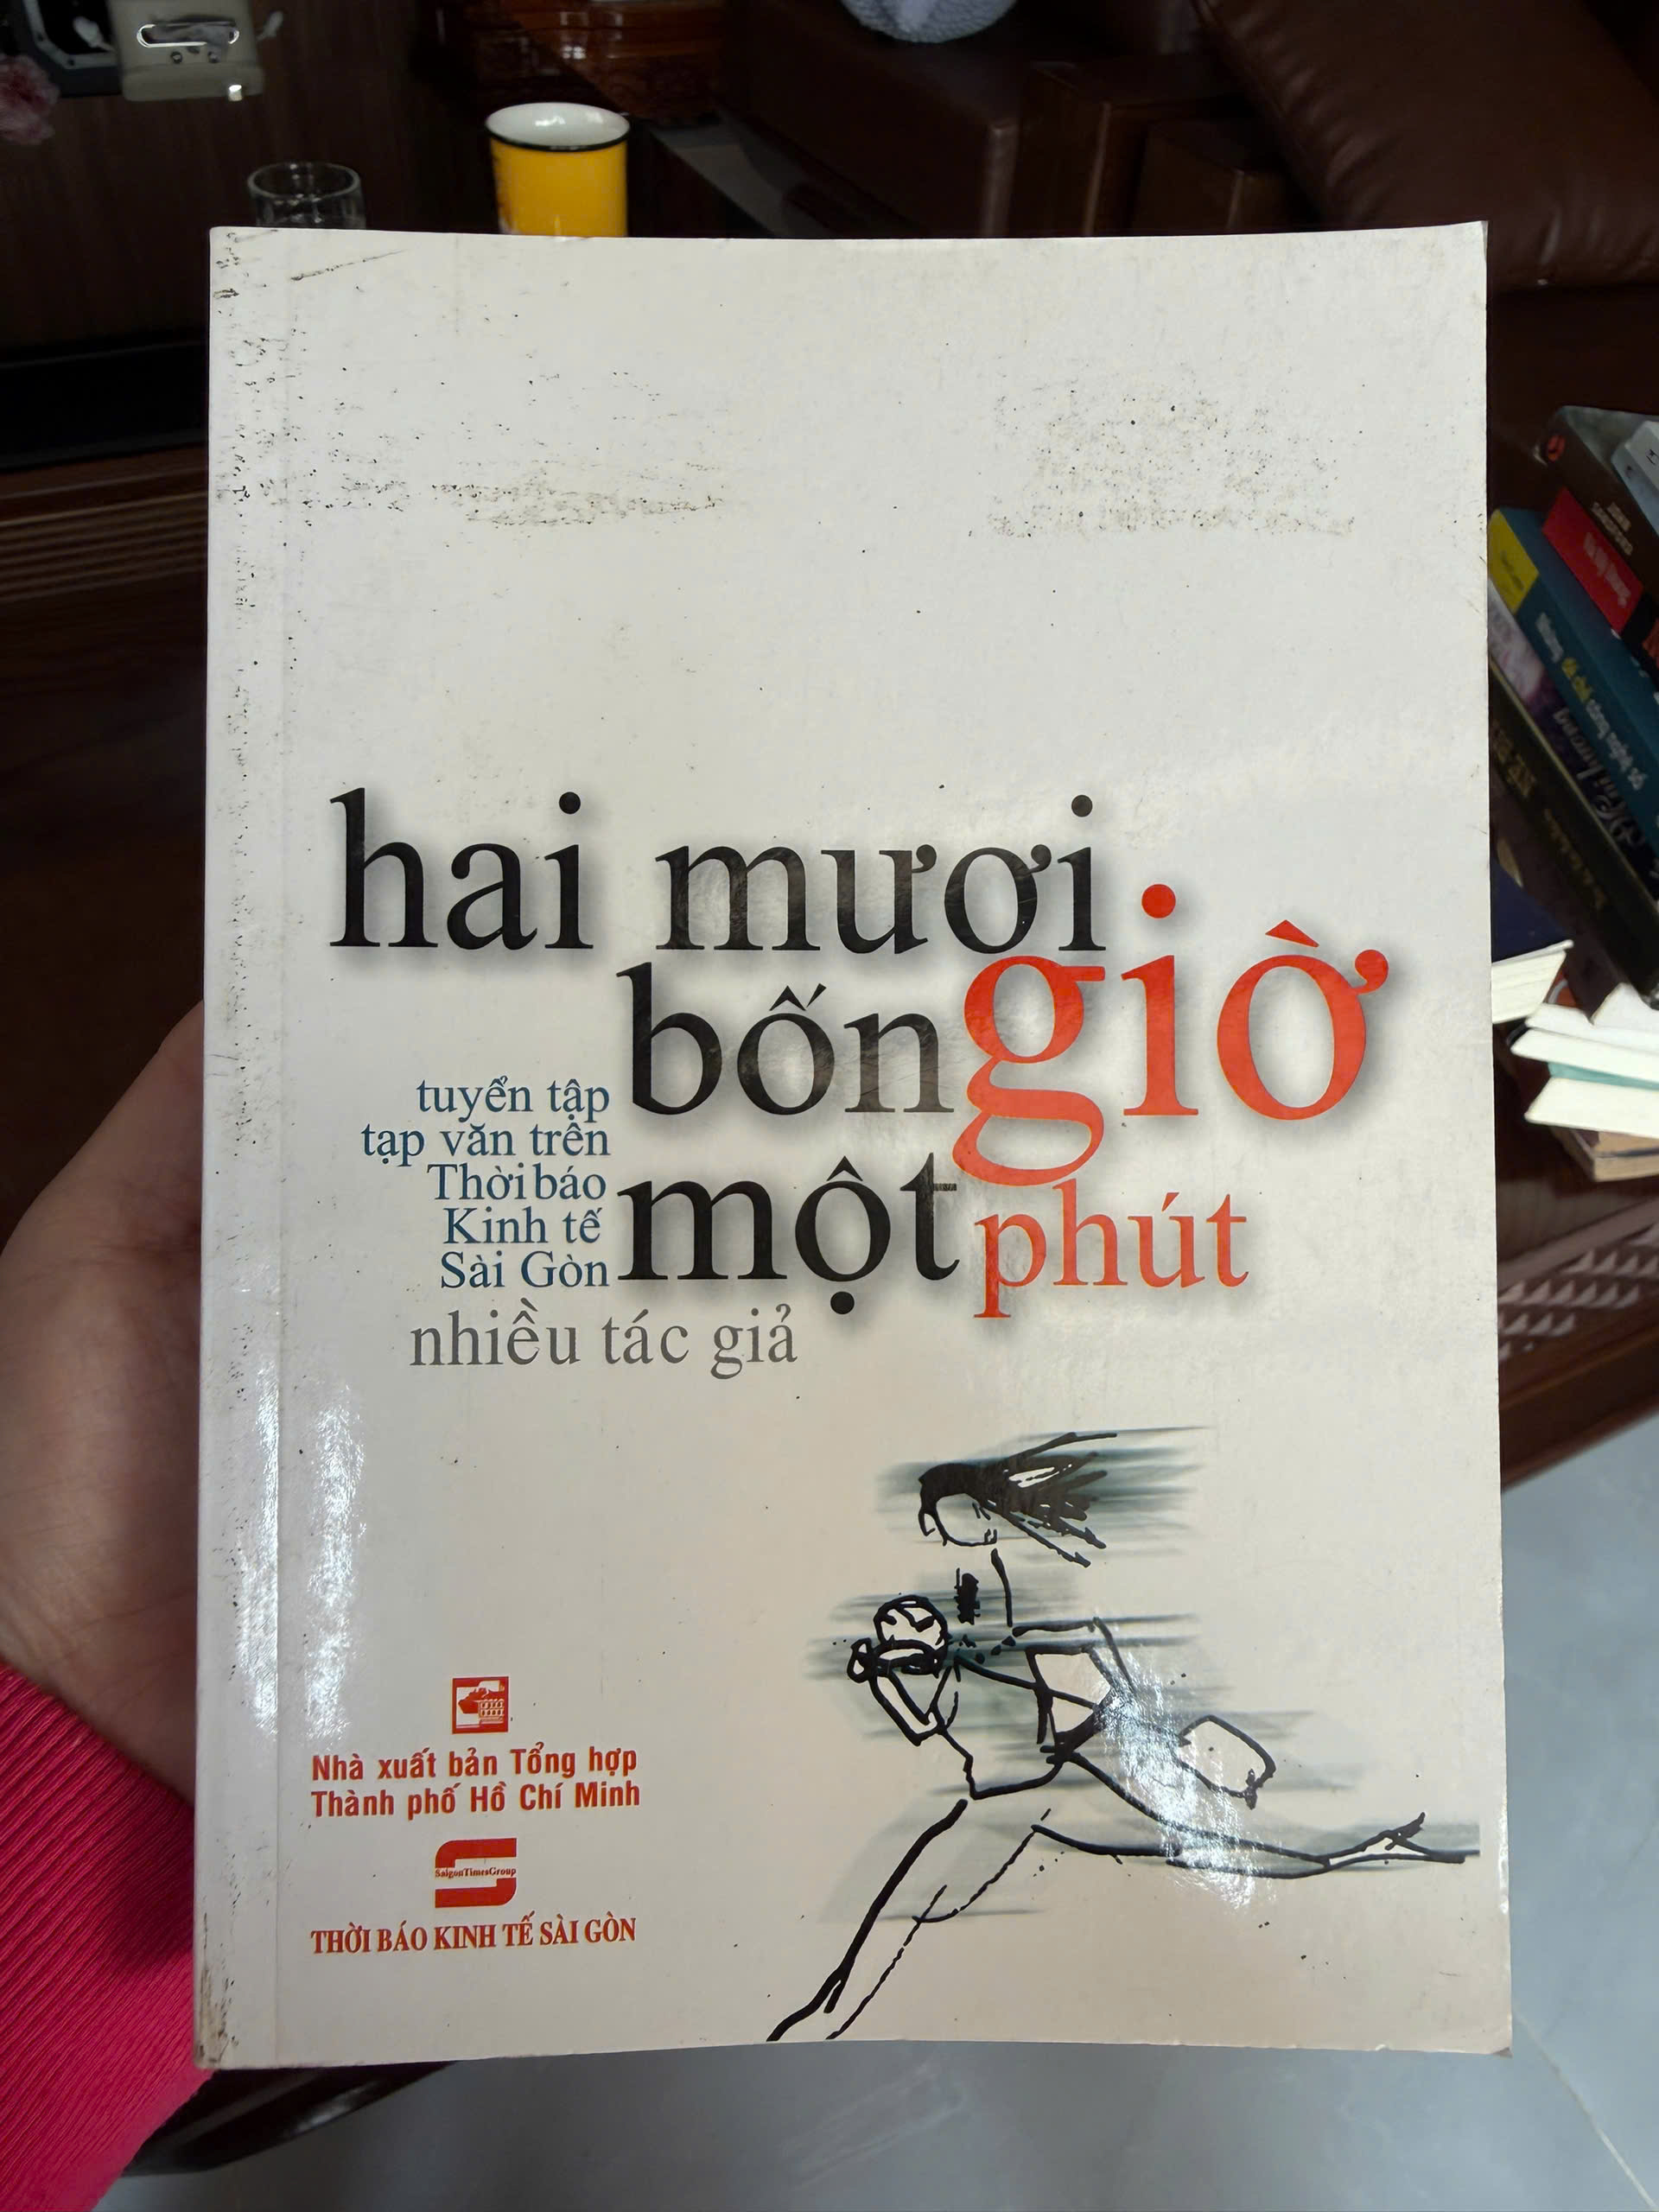 hai mươi
bốn giờ
một phút
tuyển tập
tạp văn trên
Thời báo
Kinh tế
Sài Gòn
nhiều tác giả
Nhà xuất bản Tổng hợp
Thành phố Hồ Chí Minh
SaigonTimesGroup
THỜI BÁO KINH TẾ SÀI GÒN